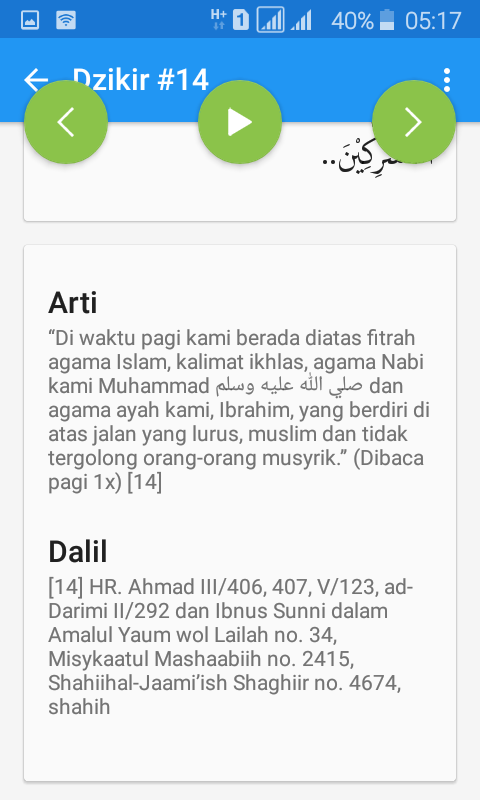 H+ 1 40% 05:17
Dzikir #14
Arti
“Di waktu pagi kami berada diatas fitrah
agama Islam, kalimat ikhlas, agama Nabi
kami Muhammad صلي الله عليه وسلم dan
agama ayah kami, Ibrahim, yang berdiri di
atas jalan yang lurus, muslim dan tidak
tergolong orang-orang musyrik.” (Dibaca
pagi 1x) [14]
Dalil
[14] HR. Ahmad III/406, 407, V/123, ad-
Darimi II/292 dan Ibnus Sunni dalam
Amalul Yaum wol Lailah no. 34,
Misykaatul Mashaabiih no. 2415,
Shahiihal-Jaami’ish Shaghiir no. 4674,
shahih